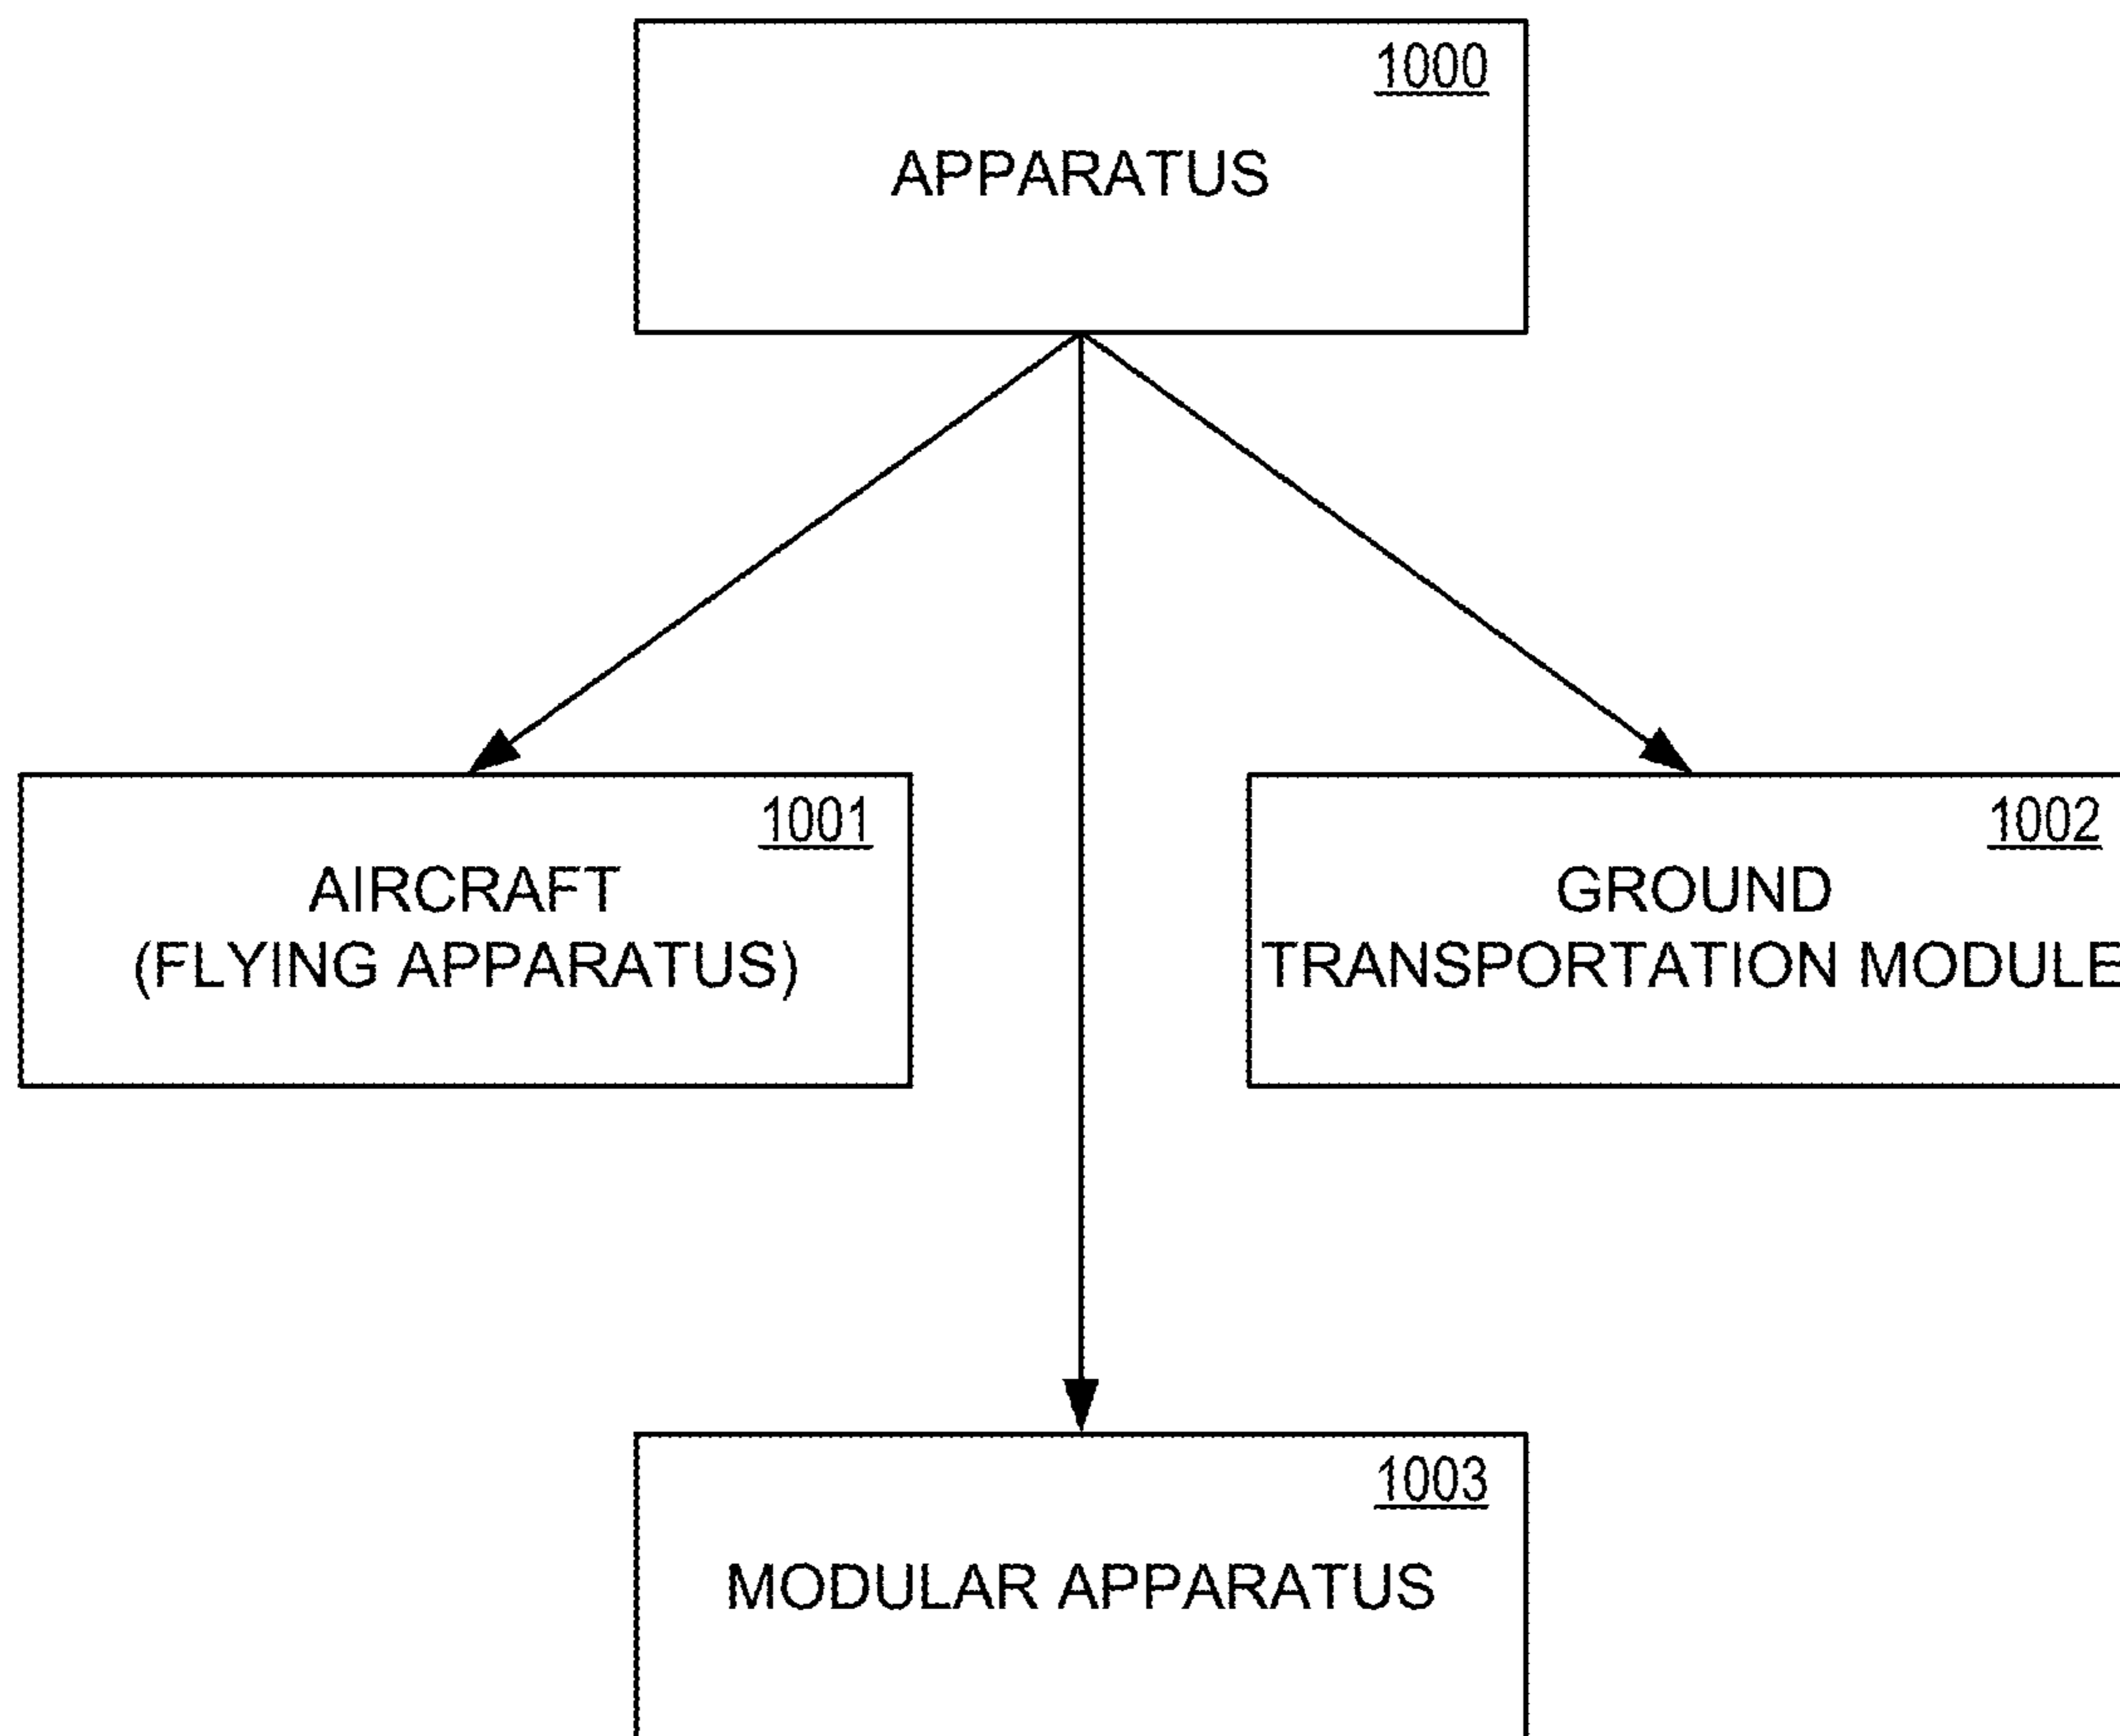 1000
APPARATUS
1001
AIRCRAFT
(FLYING APPARATUS)
1002
GROUND
TRANSPORTATION MODULE
1003
MODULAR APPARATUS